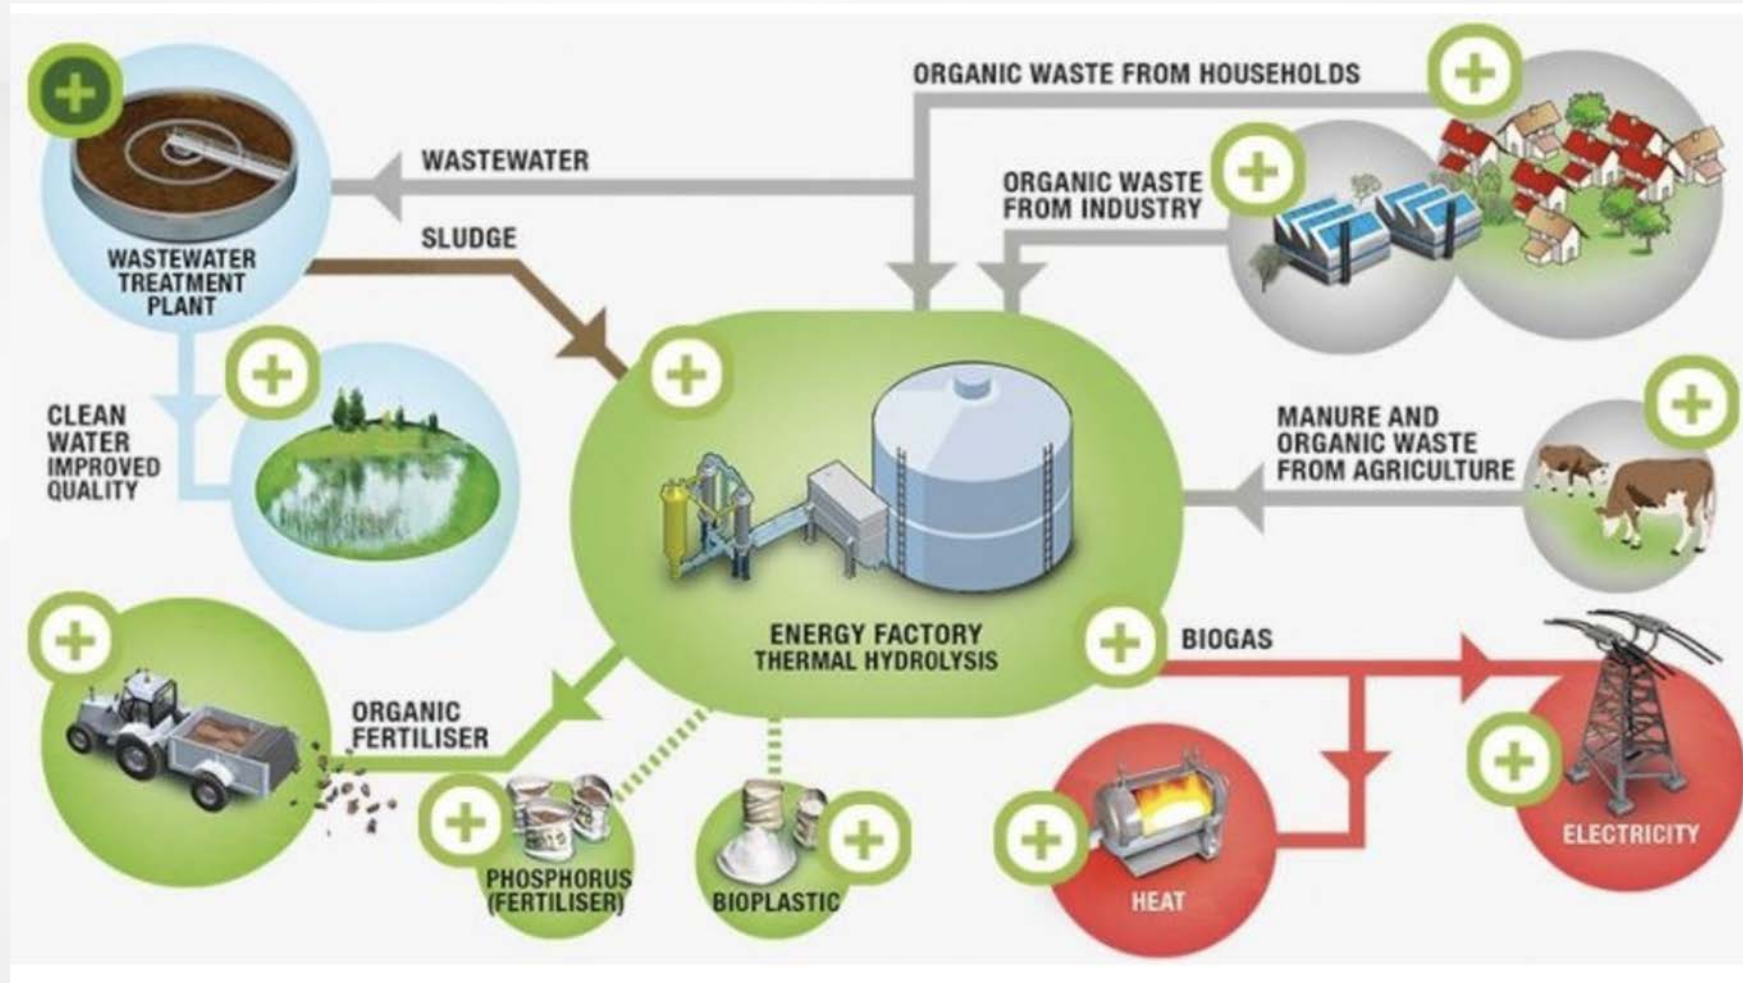 ORGANIC WASTE FROM HOUSEHOLDS
WASTEWATER
ORGANIC WASTE
FROM INDUSTRY
SLUDGE
WASTEWATER
TREATMENT
PLANT
CLEAN
WATER
IMPROVED
QUALITY
MANURE AND
ORGANIC WASTE
FROM AGRICULTURE
ENERGY FACTORY
THERMAL HYDROLYSIS
BIOGAS
ORGANIC
FERTILISER
PHOSPHORUS
(FERTILISER)
BIOPLASTIC
HEAT
ELECTRICITY